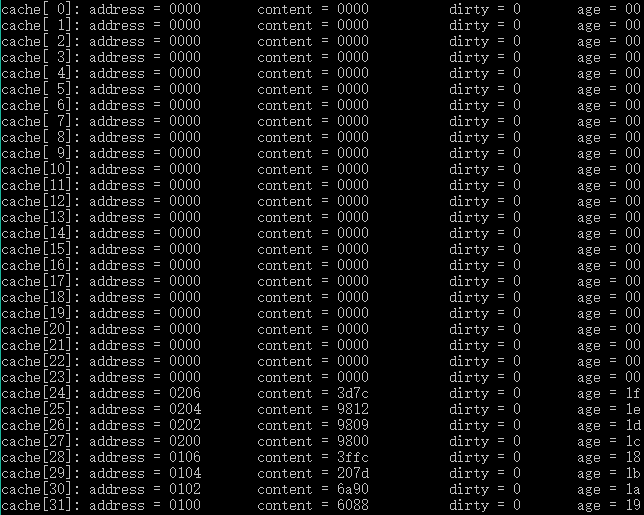 cache[ 0]: address = 0000 content = 0000 dirty = 0 age = 00
cache[ 1]: address = 0000 content = 0000 dirty = 0 age = 00
cache[ 2]: address = 0000 content = 0000 dirty = 0 age = 00
cache[ 3]: address = 0000 content = 0000 dirty = 0 age = 00
cache[ 4]: address = 0000 content = 0000 dirty = 0 age = 00
cache[ 5]: address = 0000 content = 0000 dirty = 0 age = 00
cache[ 6]: address = 0000 content = 0000 dirty = 0 age = 00
cache[ 7]: address = 0000 content = 0000 dirty = 0 age = 00
cache[ 8]: address = 0000 content = 0000 dirty = 0 age = 00
cache[ 9]: address = 0000 content = 0000 dirty = 0 age = 00
cache[10]: address = 0000 content = 0000 dirty = 0 age = 00
cache[11]: address = 0000 content = 0000 dirty = 0 age = 00
cache[12]: address = 0000 content = 0000 dirty = 0 age = 00
cache[13]: address = 0000 content = 0000 dirty = 0 age = 00
cache[14]: address = 0000 content = 0000 dirty = 0 age = 00
cache[15]: address = 0000 content = 0000 dirty = 0 age = 00
cache[16]: address = 0000 content = 0000 dirty = 0 age = 00
cache[17]: address = 0000 content = 0000 dirty = 0 age = 00
cache[18]: address = 0000 content = 0000 dirty = 0 age = 00
cache[19]: address = 0000 content = 0000 dirty = 0 age = 00
cache[20]: address = 0000 content = 0000 dirty = 0 age = 00
cache[21]: address = 0000 content = 0000 dirty = 0 age = 00
cache[22]: address = 0000 content = 0000 dirty = 0 age = 00
cache[23]: address = 0000 content = 0000 dirty = 0 age = 00
cache[24]: address = 0206 content = 3d7c dirty = 0 age = 1f
cache[25]: address = 0204 content = 9812 dirty = 0 age = 1e
cache[26]: address = 0202 content = 9809 dirty = 0 age = 1d
cache[27]: address = 0200 content = 9800 dirty = 0 age = 1c
cache[28]: address = 0106 content = 3ffc dirty = 0 age = 18
cache[29]: address = 0104 content = 207d dirty = 0 age = 1b
cache[30]: address = 0102 content = 6a90 dirty = 0 age = 1a
cache[31]: address = 0100 content = 6088 dirty = 0 age = 19